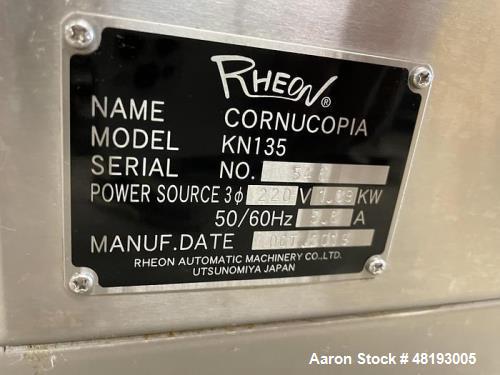 RHEON®
NAME CORNUCOPIA
MODEL KN135
SERIAL NO.
POWER SOURCE 3φ 220 V KW
50/60Hz A
MANUF.DATE OCT.
RHEON AUTOMATIC MACHINERY CO.,LTD.
UTSUNOMIYA JAPAN
Aaron Stock # 48193005